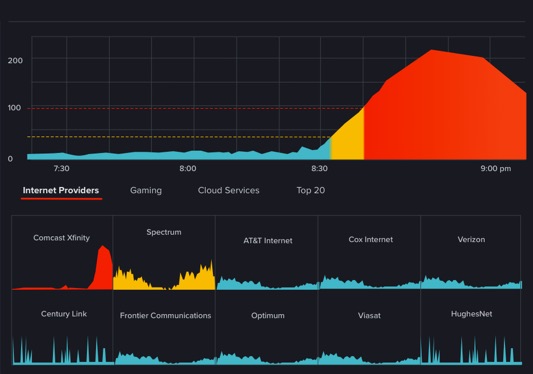 200
100
0
7:30 8:00 8:30 9:00 pm
Internet Providers Gaming Cloud Services Top 20
Comcast Xfinity Spectrum AT&T Internet Cox Internet Verizon
Century Link Frontier Communications Optimum Viasat HughesNet